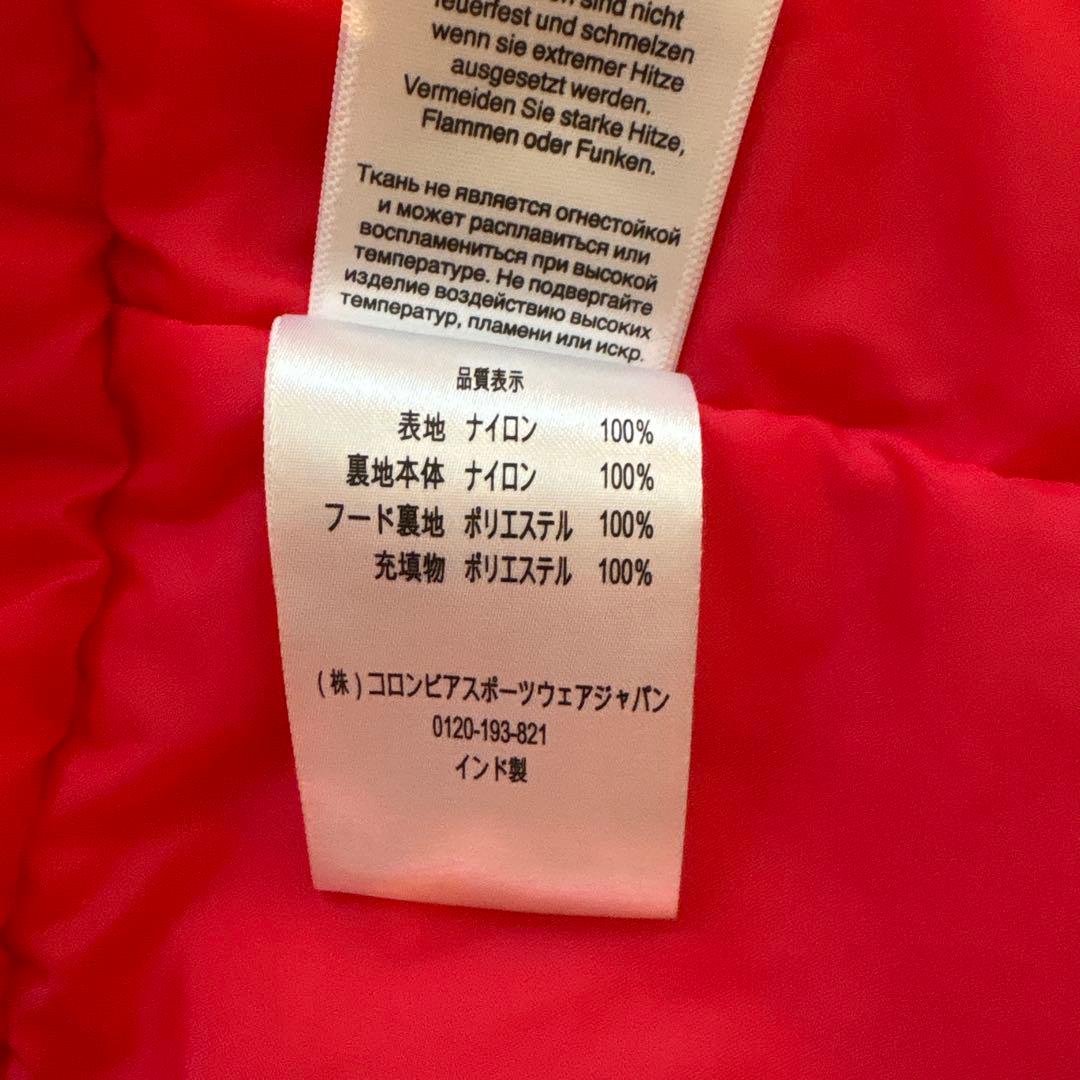 sind nicht
feuerfest und schmelzen
wenn sie extremer Hitze
ausgesetzt werden.
Vermeiden Sie starke Hitze,
Flammen oder Funken.
Ткань не является огнестойкой
и может расплавиться или
воспламениться при высокой
температуре. Не подвергайте
изделие воздействию высоких
температур, пламени или искр.
品質表示
表地 ナイロン 100%
裏地本体 ナイロン 100%
フード裏地 ポリエステル 100%
充填物 ポリエステル 100%
(株)コロンビアスポーツウェアジャパン
0120-193-821
インド製